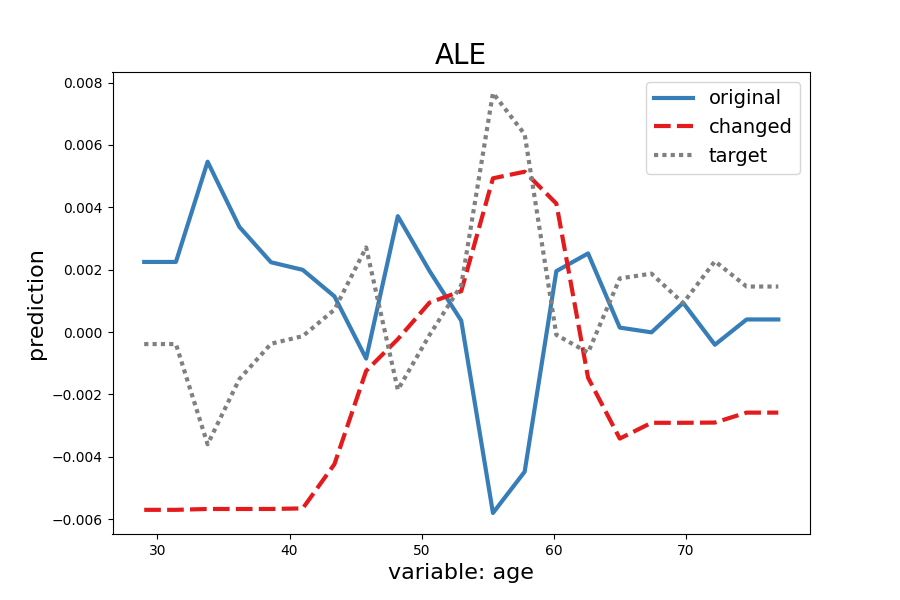 ALE
original
changed
target
prediction
0.008
0.006
0.004
0.002
0.000
−0.002
−0.004
−0.006
30 40 50 60 70
variable: age